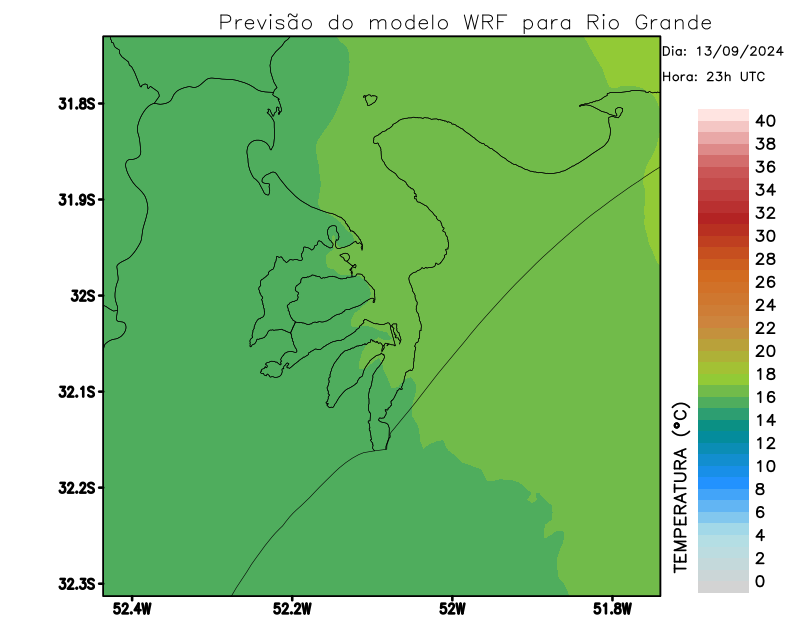 Previsão do modelo WRF para Rio Grande
Dia: 13/09/2024
Hora: 23h UTC
31.8S
31.9S
32S
32.1S
32.2S
32.3S
52.4W
52.2W
52W
51.8W
TEMPERATURA (°C)
40
38
36
34
32
30
28
26
24
22
20
18
16
14
12
10
8
6
4
2
0